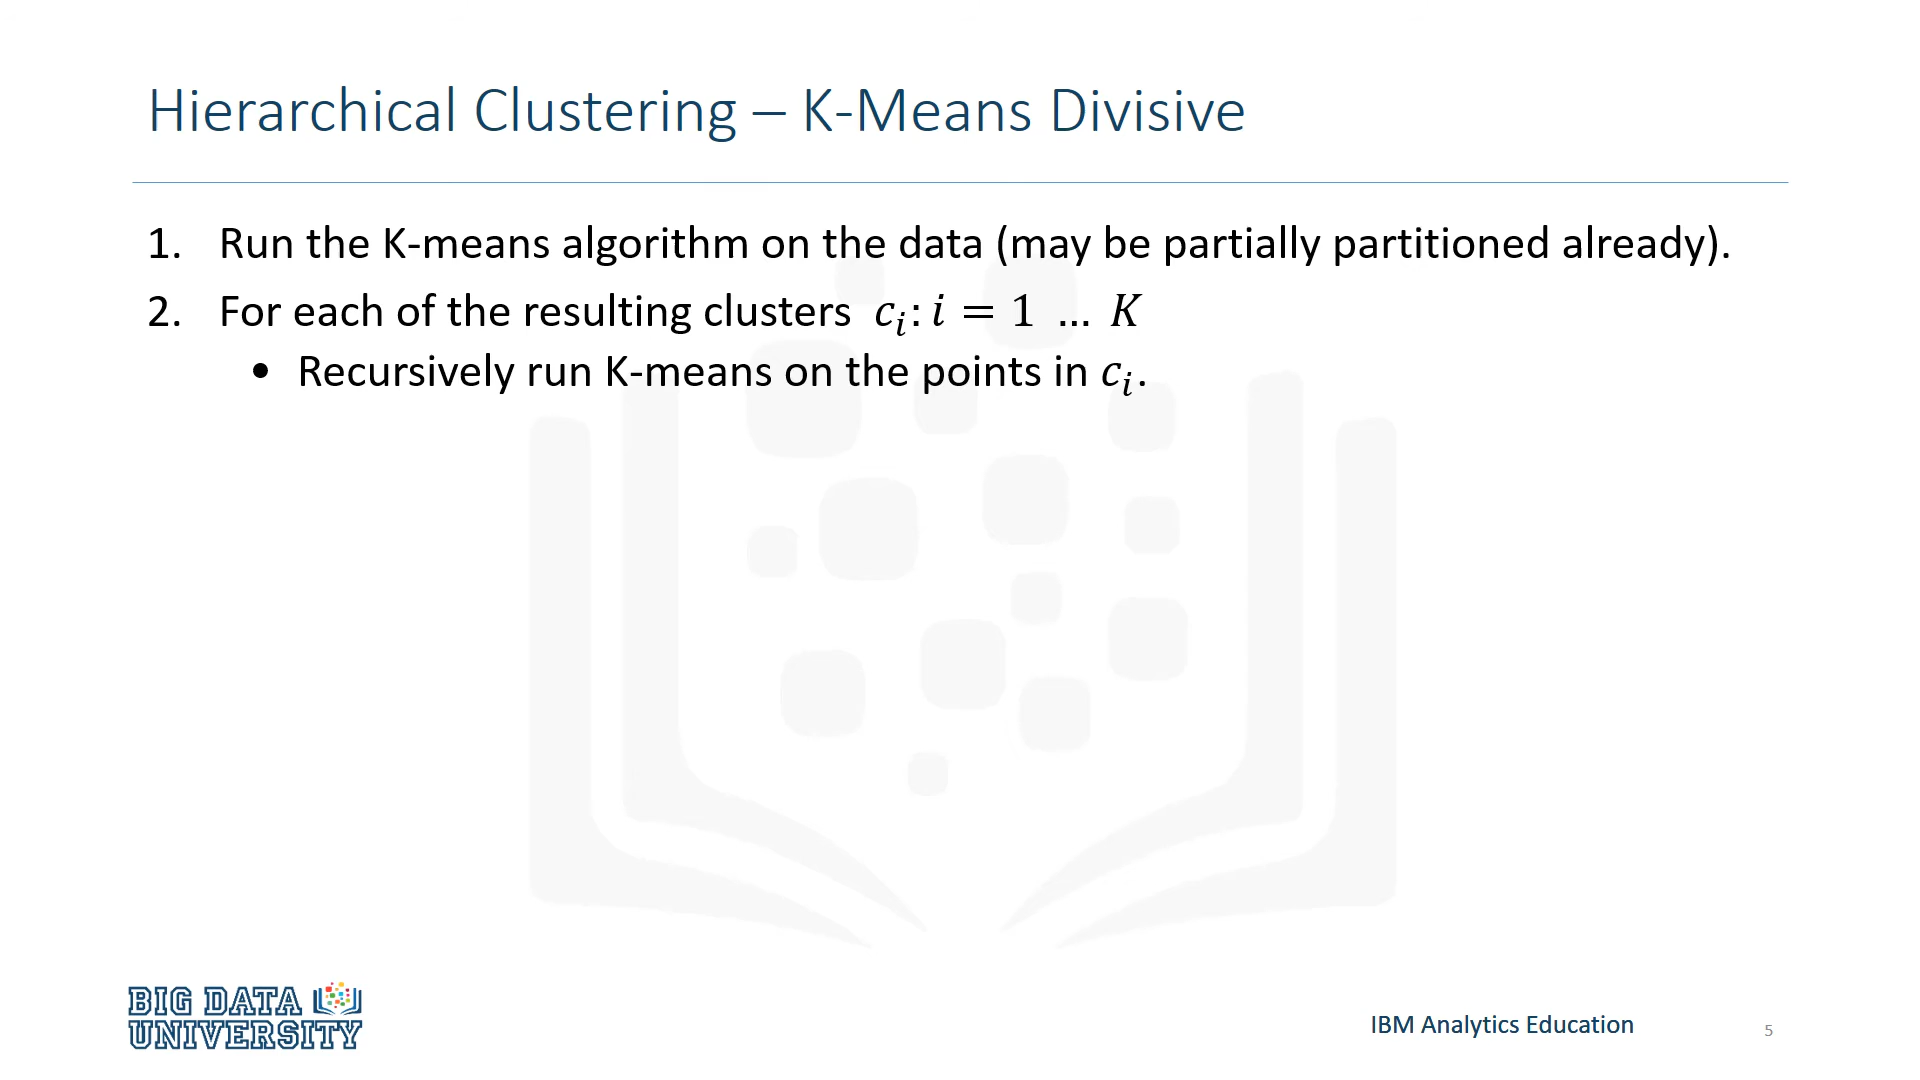 Hierarchical Clustering – K-Means Divisive
1. Run the K-means algorithm on the data (may be partially partitioned already).
2. For each of the resulting clusters cᵢ: i = 1 … K
• Recursively run K-means on the points in cᵢ.
BIG DATA
UNIVERSITY
IBM Analytics Education
5